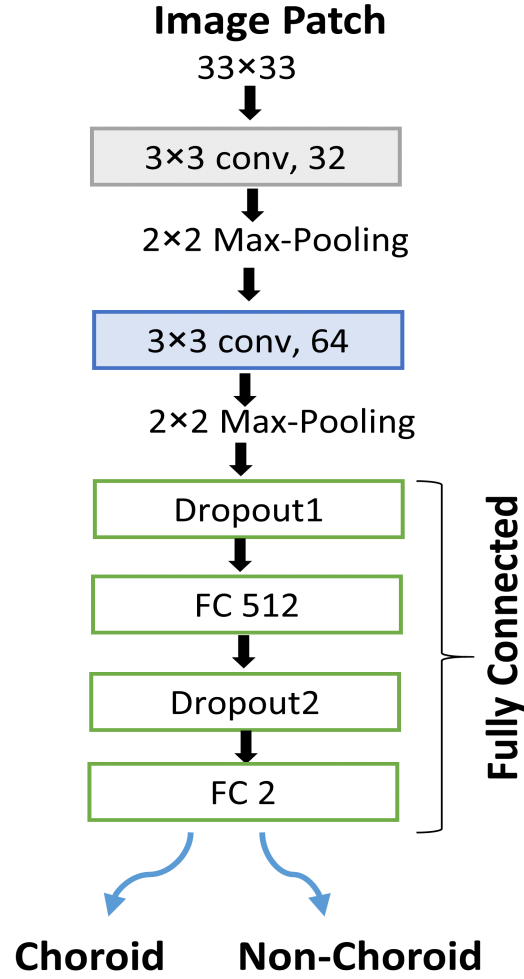 Image Patch
33×33
3×3 conv, 32
2×2 Max-Pooling
3×3 conv, 64
2×2 Max-Pooling
Dropout1
FC 512
Dropout2
FC 2
Fully Connected
Choroid
Non-Choroid